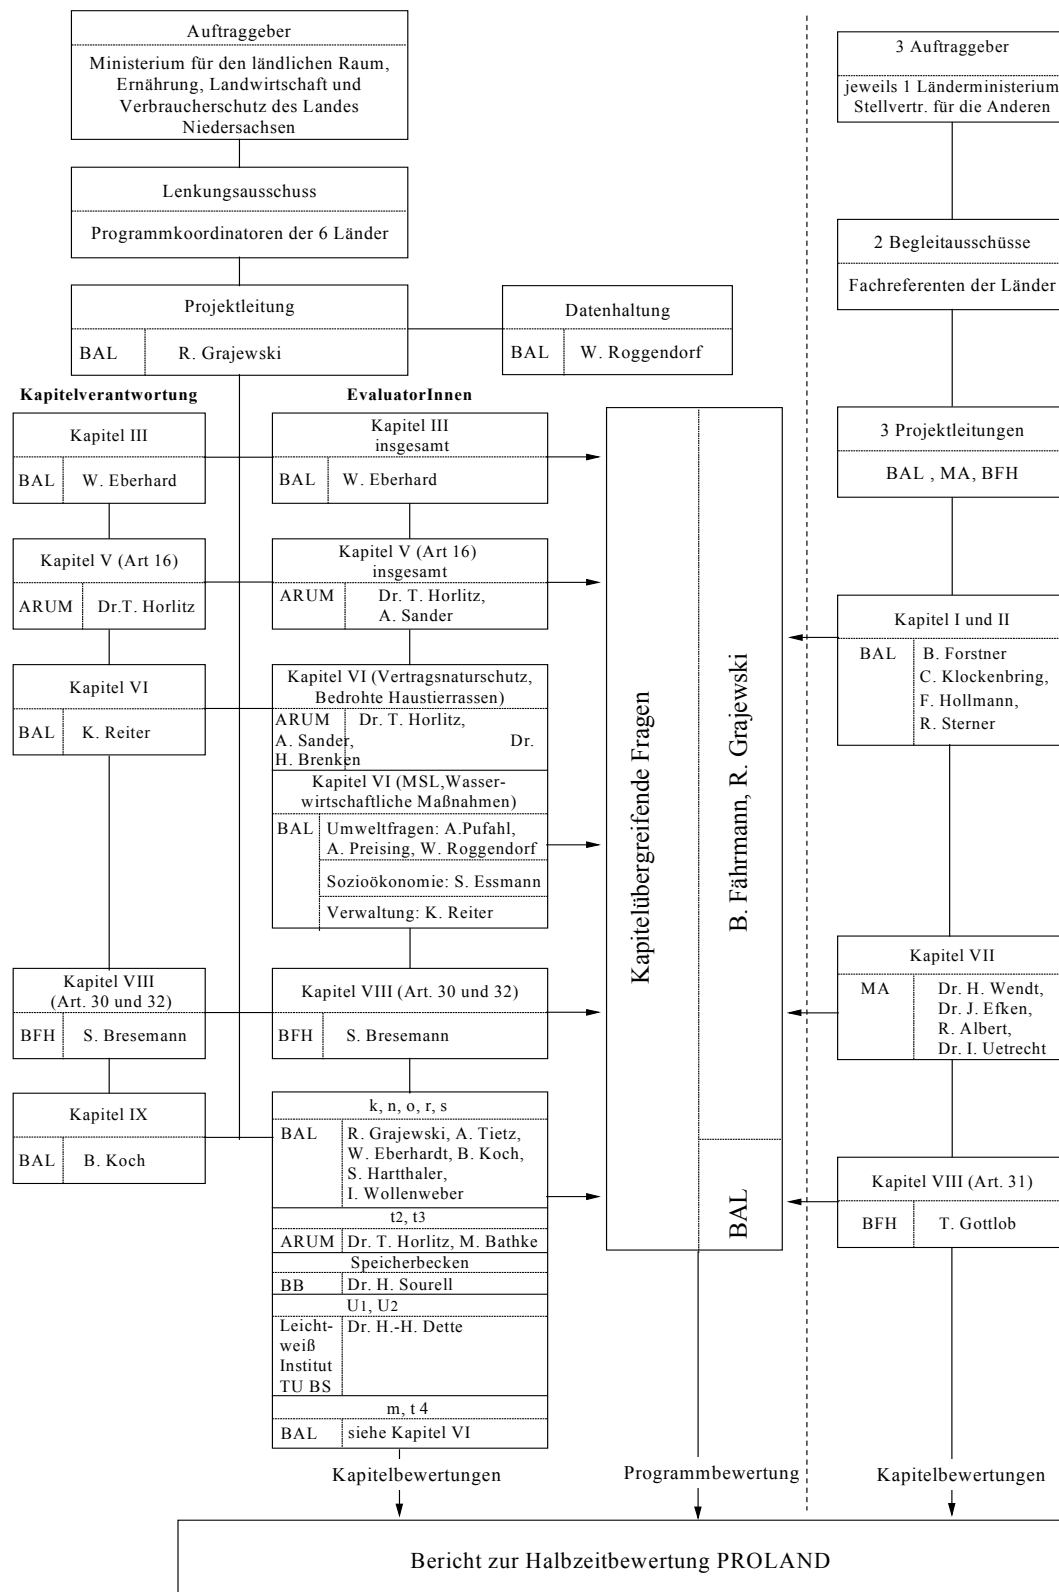 Auftraggeber
Ministerium für den ländlichen Raum,
Ernährung, Landwirtschaft und
Verbraucherschutz des Landes
Niedersachsen
Lenkungsausschuss
Programmkoordinatoren der 6 Länder
Projektleitung
BAL R. Grajewski
Datenhaltung
BAL W. Roggendorf
Kapitelverantwortung
Kapitel III
BAL W. Eberhard
Kapitel V (Art 16)
ARUM Dr.T. Horlitz
Kapitel VI
BAL K. Reiter
Kapitel VIII
(Art. 30 und 32)
BFH S. Bresemann
Kapitel IX
BAL B. Koch
EvaluatorInnen
Kapitel III
insgesamt
BAL W. Eberhard
Kapitel V (Art 16)
insgesamt
ARUM Dr. T. Horlitz,
A. Sander
Kapitel VI (Vertragsnaturschutz,
Bedrohte Haustierrassen)
ARUM Dr. T. Horlitz,
A. Sander, Dr.
H. Brenken
Kapitel VI (MSL,Wasser-
wirtschaftliche Maßnahmen)
BAL Umweltfragen: A.Pufahl,
A. Preising, W. Roggendorf
Sozioökonomie: S. Essmann
Verwaltung: K. Reiter
Kapitel VIII (Art. 30 und 32)
BFH S. Bresemann
k, n, o, r, s
BAL R. Grajewski, A. Tietz,
W. Eberhardt, B. Koch,
S. Hartthaler,
I. Wollenweber
t2, t3
ARUM Dr. T. Horlitz, M. Bathke
Speicherbecken
BB Dr. H. Sourell
U1, U2
Leicht- Dr. H.-H. Dette
weiß
Institut
TU BS
m, t 4
BAL siehe Kapitel VI
Kapitelübergreifende Fragen
B. Fährmann, R. Grajewski
BAL
3 Auftraggeber
jeweils 1 Länderministerium
Stellvertr. für die Anderen
2 Begleitausschüsse
Fachreferenten der Länder
3 Projektleitungen
BAL , MA, BFH
Kapitel I und II
BAL B. Forstner
C. Klockenbring,
F. Hollmann,
R. Sterner
Kapitel VII
MA Dr. H. Wendt,
Dr. J. Efken,
R. Albert,
Dr. I. Uetrecht
Kapitel VIII (Art. 31)
BFH T. Gottlob
Kapitelbewertungen
Programmbewertung
Kapitelbewertungen
Bericht zur Halbzeitbewertung PROLAND